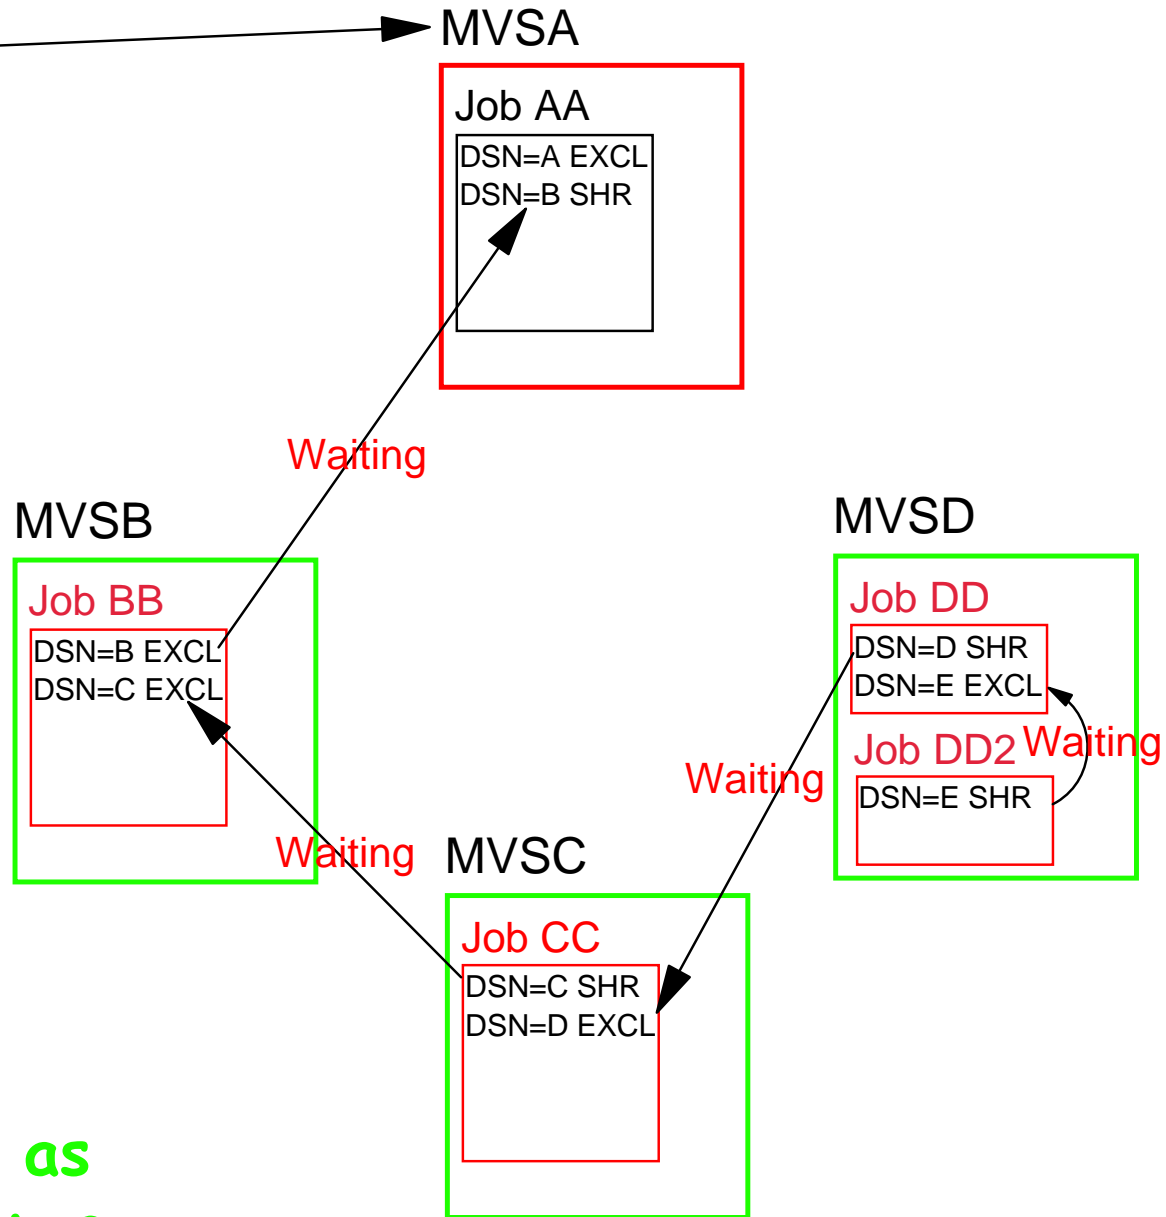 MVSA
Job AA
DSN=A EXCL
DSN=B SHR
Waiting
MVSB
Job BB
DSN=B EXCL
DSN=C EXCL
Waiting
MVSD
Job DD
DSN=D SHR
DSN=E EXCL
Job DD2
Waiting
DSN=E SHR
Waiting
MVSC
Job CC
DSN=C SHR
DSN=D EXCL
as